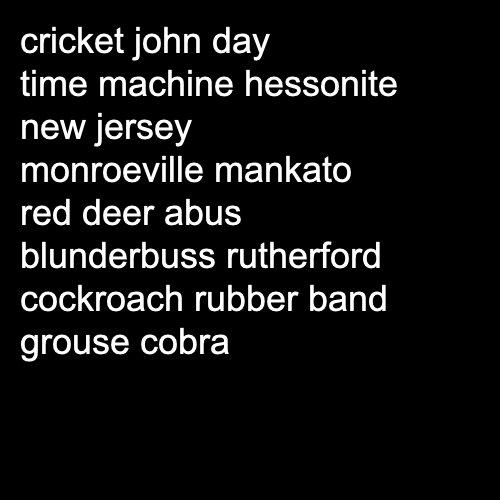 cricket john day
time machine hessonite
new jersey
monroeville mankato
red deer abus
blunderbuss rutherford
cockroach rubber band
grouse cobra